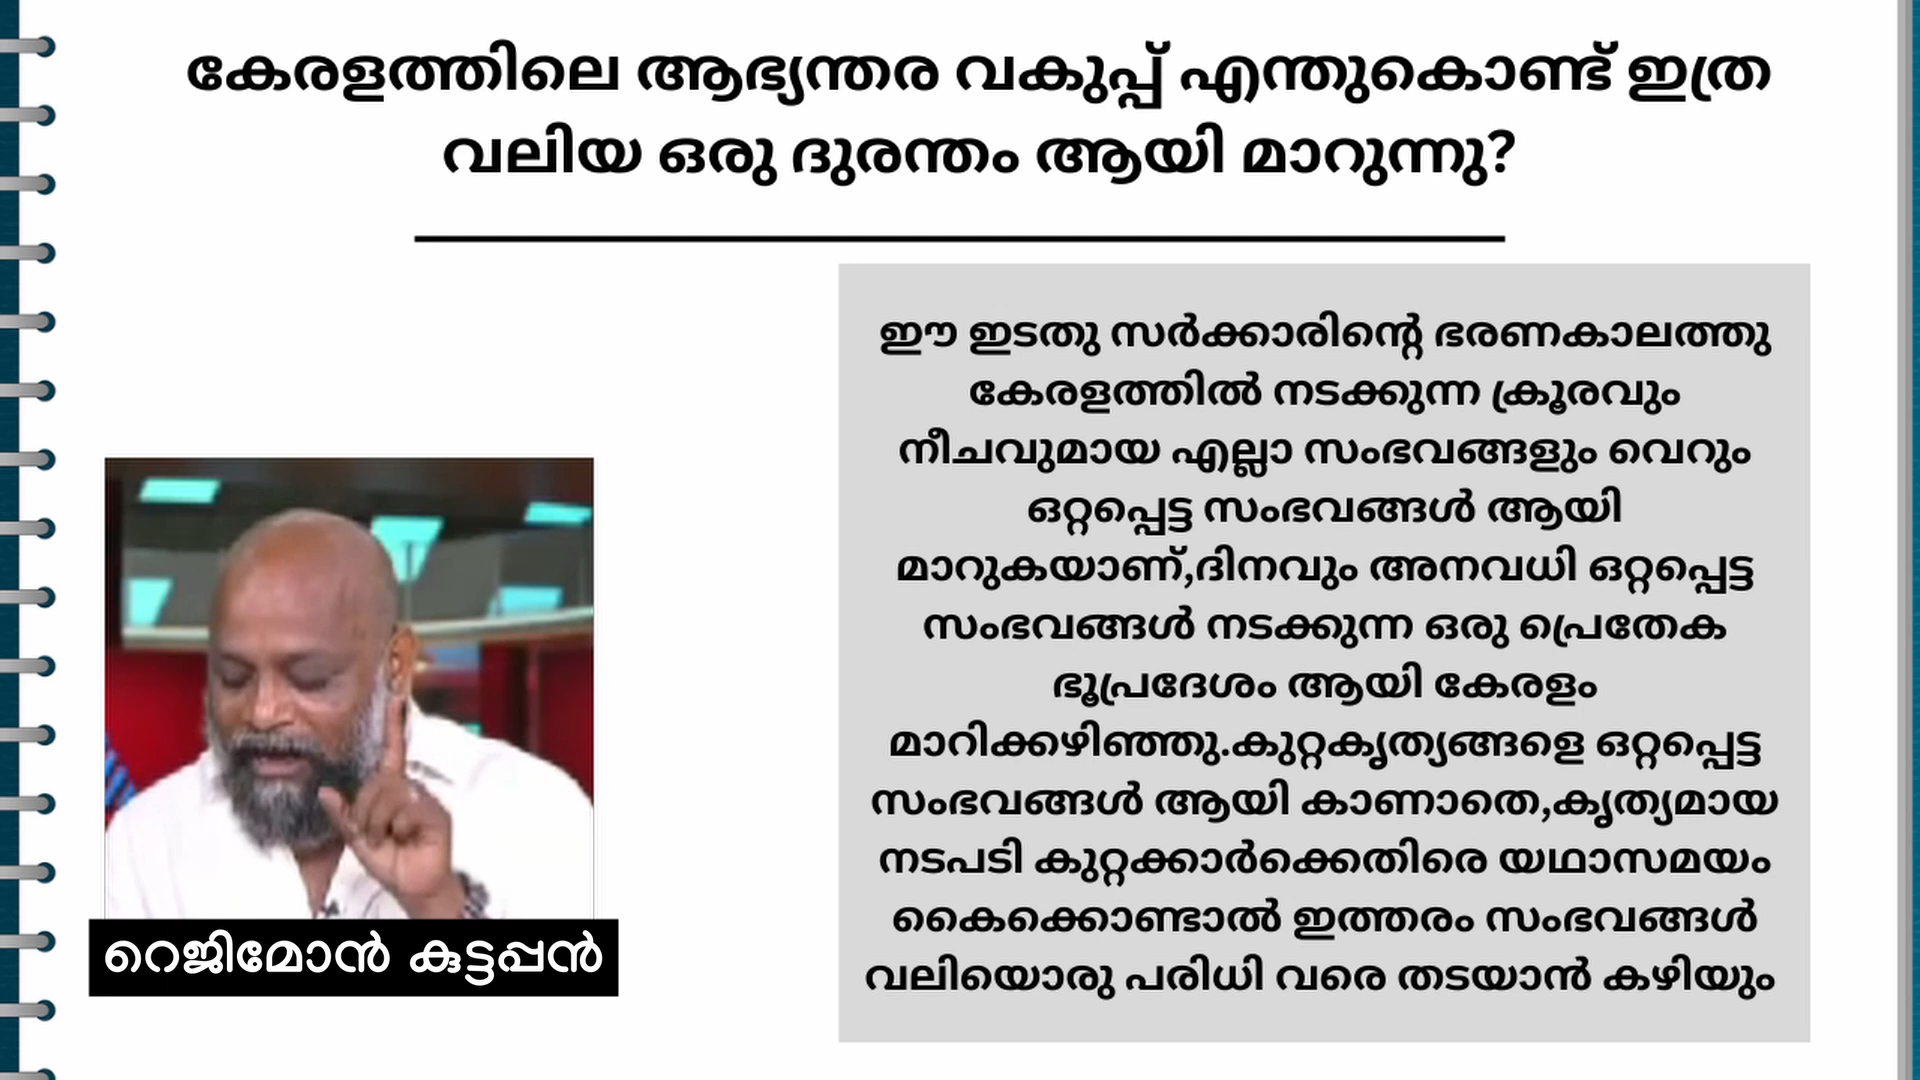 കേരളത്തിലെ ആഭ്യന്തര വകുപ്പ് എന്തുകൊണ്ട് ഇത്ര
വലിയ ഒരു ദുരന്തം ആയി മാറുന്നു?
ഈ ഇടതു സർക്കാരിന്റെ ഭരണകാലത്തു
കേരളത്തിൽ നടക്കുന്ന ക്രൂരവും
നീചവുമായ എല്ലാ സംഭവങ്ങളും വെറും
ഒറ്റപ്പെട്ട സംഭവങ്ങൾ ആയി
മാറുകയാണ്,ദിനവും അനവധി ഒറ്റപ്പെട്ട
സംഭവങ്ങൾ നടക്കുന്ന ഒരു പ്രെതേക
ഭൂപ്രദേശം ആയി കേരളം
മാറിക്കഴിഞ്ഞു.കുറ്റകൃത്യങ്ങളെ ഒറ്റപ്പെട്ട
സംഭവങ്ങൾ ആയി കാണാതെ,കൃത്യമായ
നടപടി കുറ്റക്കാർക്കെതിരെ യഥാസമയം
കൈക്കൊണ്ടാൽ ഇത്തരം സംഭവങ്ങൾ
വലിയൊരു പരിധി വരെ തടയാൻ കഴിയും
റെജിമോൻ കുട്ടപ്പൻ